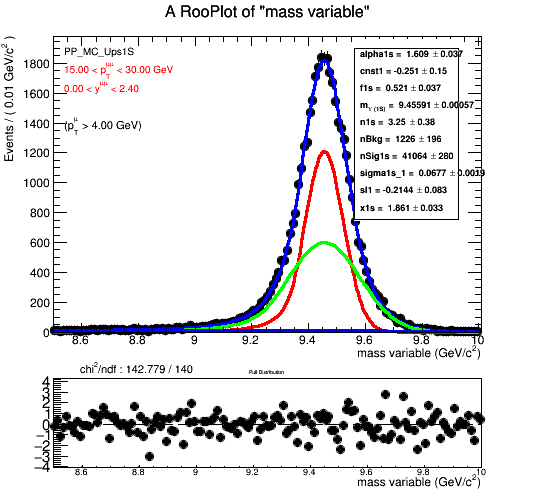 A RooPlot of "mass variable"
Events / ( 0.01 GeV/c² )
PP_MC_Ups1S
15.00 < p_T^μμ < 30.00 GeV
0.00 < y^μμ < 2.40
(p_T^μ > 4.00 GeV)
alpha1s = 1.609 ± 0.037
cnst1 = -0.251 ± 0.15
f1s = 0.521 ± 0.037
m_ϒ (1S) = 9.45591 ± 0.00057
n1s = 3.25 ± 0.38
nBkg = 1226 ± 196
nSig1s = 41064 ± 280
sigma1s_1 = 0.0677 ± 0.0019
sl1 = -0.2144 ± 0.083
x1s = 1.861 ± 0.033
1800
1600
1400
1200
1000
800
600
400
200
0
8.6 8.8 9 9.2 9.4 9.6 9.8 10
mass variable (GeV/c²)
chi²/ndf : 142.779 / 140
Pull Distribution
4
3
2
1
0
−1
−2
−3
−4
8.6 8.8 9 9.2 9.4 9.6 9.8 10
mass variable (GeV/c²)